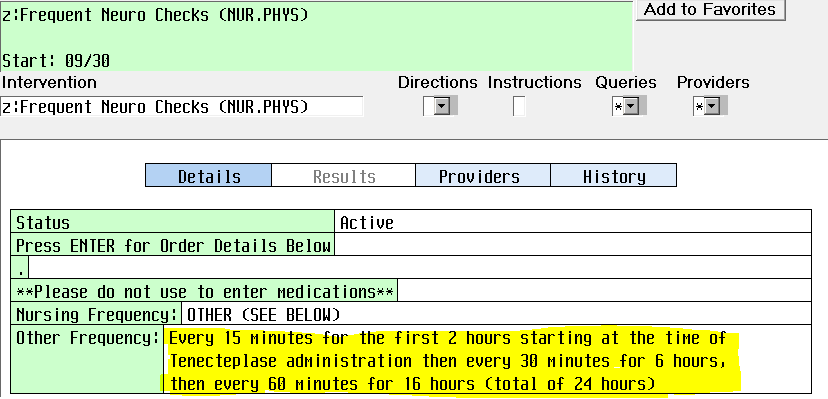 z:Frequent Neuro Checks (NUR.PHYS)
Add to Favorites
Start: 09/30
Intervention Directions Instructions Queries Providers
z:Frequent Neuro Checks (NUR.PHYS) * *
Details Results Providers History
Status Active
Press ENTER for Order Details Below
.
**Please do not use to enter medications**
Nursing Frequency: OTHER (SEE BELOW)
Other Frequency: Every 15 minutes for the first 2 hours starting at the time of
Tenecteplase administration then every 30 minutes for 6 hours,
then every 60 minutes for 16 hours (total of 24 hours)